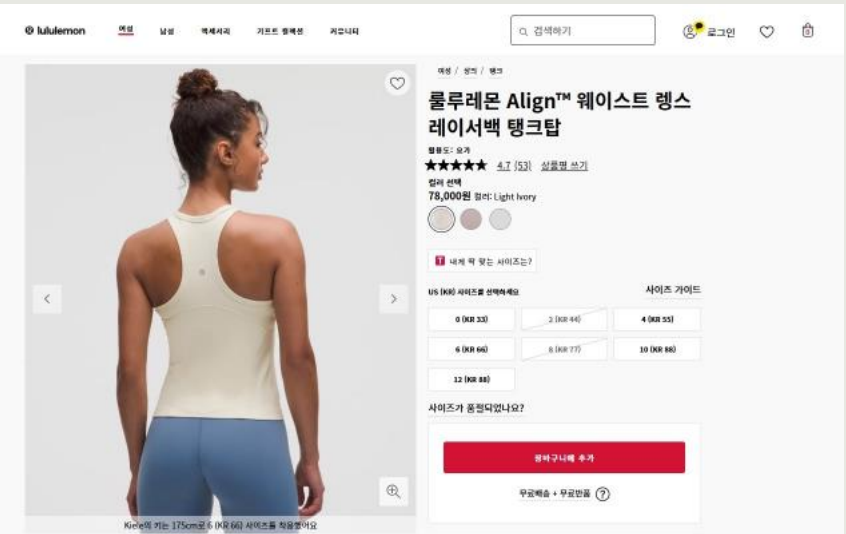 lululemon
여성
남성
액세서리
기프트 컬렉션
커뮤니티
검색하기
로그인
0
여성 / 상의 / 탱크
룰루레몬 Align™ 웨이스트 렝스
레이서백 탱크탑
활용도: 요가
4.7 (53) 상품평 쓰기
컬러 선택
78,000원 컬러: Light Ivory
내게 딱 맞는 사이즈는?
US (KR) 사이즈를 선택하세요
사이즈 가이드
0 (KR 33)
2 (KR 44)
4 (KR 55)
6 (KR 66)
8 (KR 77)
10 (KR 88)
12 (KR 88)
사이즈가 품절되었나요?
장바구니에 추가
무료배송 + 무료반품 ?
Kiele의 키는 175cm로 6 (KR 66) 사이즈를 착용했어요